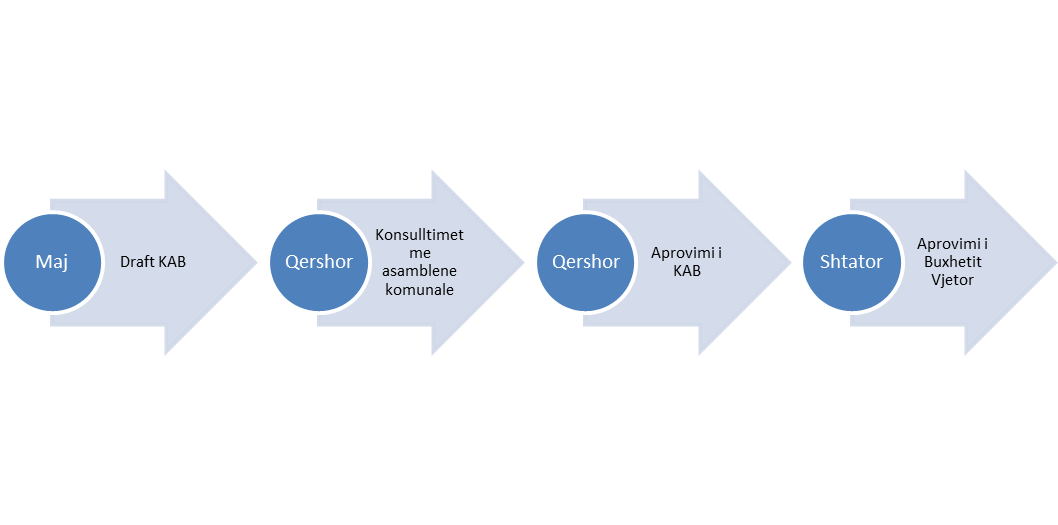 Maj
Draft KAB
Qershor
Konsulltimet
me
asamblene
komunale
Qershor
Aprovimi i
KAB
Shtator
Aprovimi i
Buxhetit
Vjetor